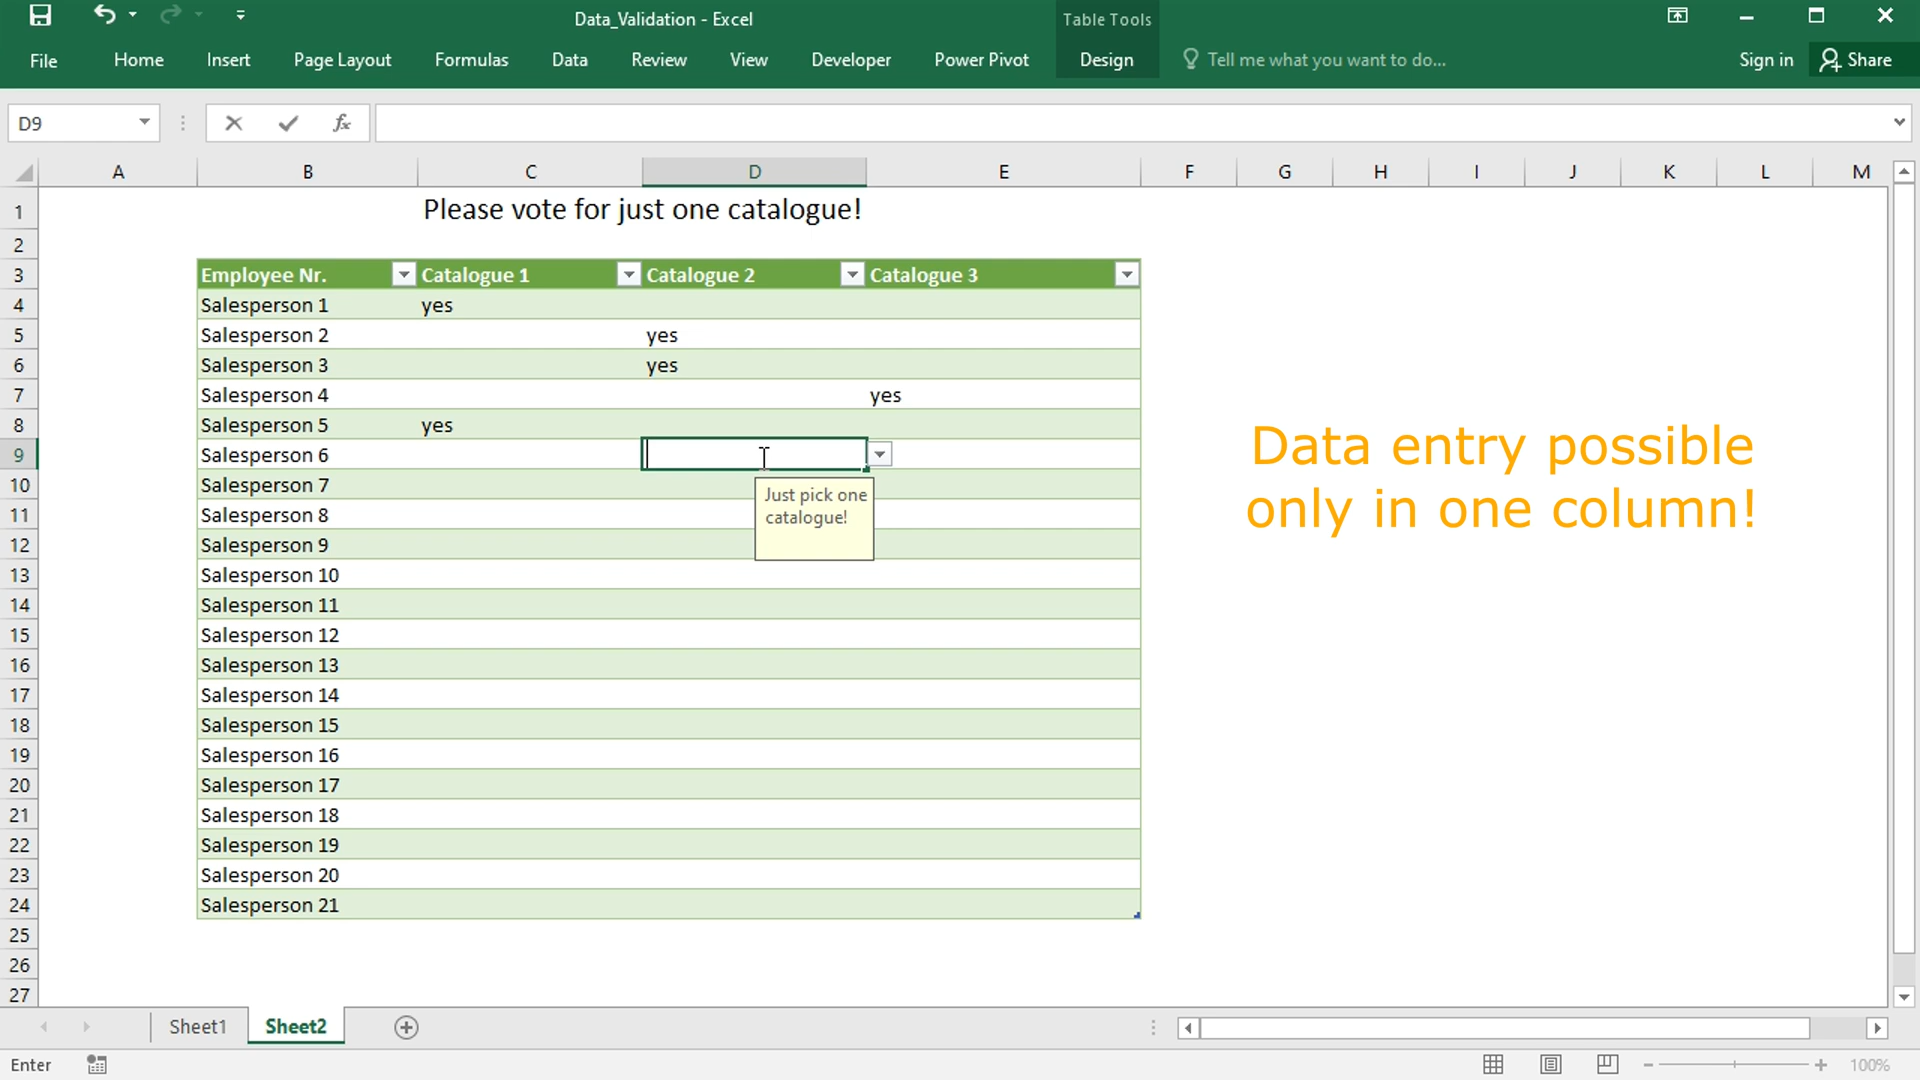 Data_Validation - Excel
Table Tools
File Home Insert Page Layout Formulas Data Review View Developer Power Pivot Design Tell me what you want to do... Sign in Share
D9 fx
A B C D E F G H I J K L M
1 Please vote for just one catalogue!
2
3 Employee Nr. Catalogue 1 Catalogue 2 Catalogue 3
4 Salesperson 1 yes
5 Salesperson 2 yes
6 Salesperson 3 yes
7 Salesperson 4 yes
8 Salesperson 5 yes
9 Salesperson 6
10 Salesperson 7
11 Salesperson 8
12 Salesperson 9
13 Salesperson 10
14 Salesperson 11
15 Salesperson 12
16 Salesperson 13
17 Salesperson 14
18 Salesperson 15
19 Salesperson 16
20 Salesperson 17
21 Salesperson 18
22 Salesperson 19
23 Salesperson 20
24 Salesperson 21
25
26
27
Just pick one
catalogue!
Data entry possible
only in one column!
Sheet1 Sheet2
Enter 100%